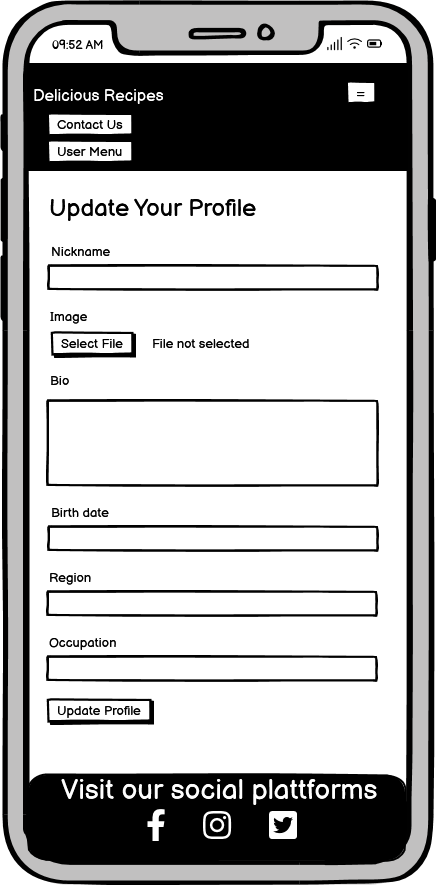 09:52 AM
Delicious Recipes
=
Contact Us
User Menu
Update Your Profile
Nickname
Image
Select File File not selected
Bio
Birth date
Region
Occupation
Update Profile
Visit our social plattforms